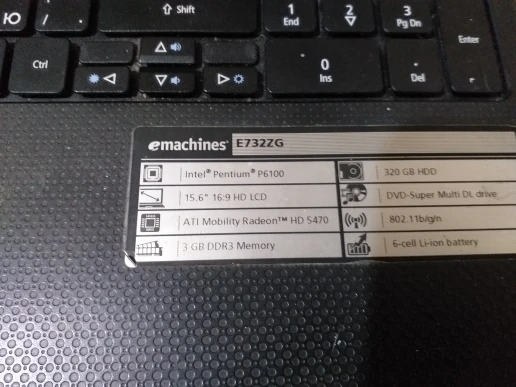 Ю
/
.
⇧ Shift
1
End
2
3
Pg Dn
Enter
Ctrl
0
Ins
.
Del
emachines E732ZG
Intel® Pentium® P6100
320 GB HDD
15.6" 16:9 HD LCD
DVD-Super Multi DL drive
ATI Mobility Radeon™ HD 5470
802.11b/g/n
3 GB DDR3 Memory
6-cell Li-ion battery